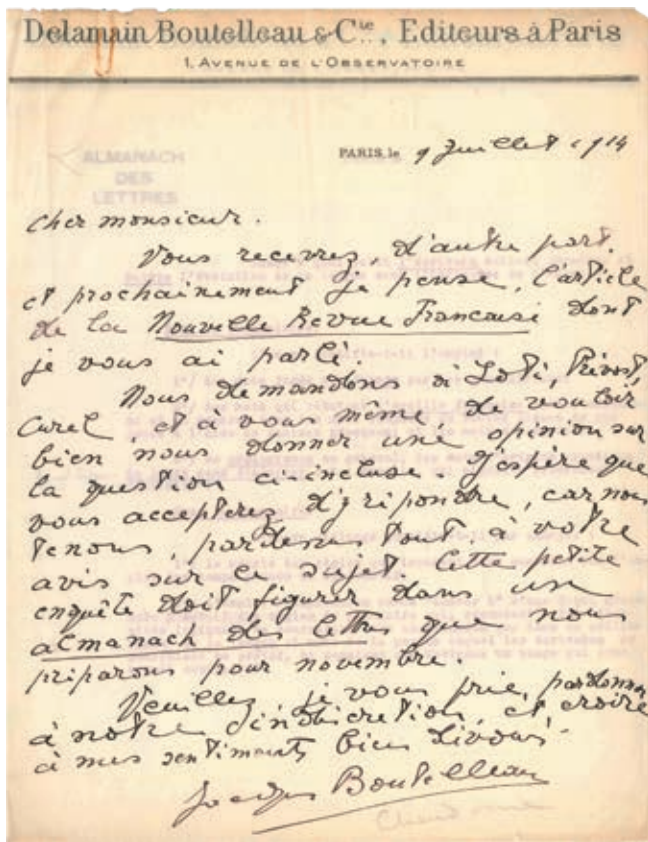 Delamain Boutelleau & Cie., Editeurs à Paris
1, AVENUE DE L'OBSERVATOIRE
ALMANACH
DES
LETTRES
PARIS, le 9 Juillet 1914
Cher monsieur.
Vous recevrez, d'autre part,
et prochainement je pense, l'article
de la Nouvelle Revue Francaise dont
je vous ai parlé.
Nous demandons à Loti, Prévost,
Curel, et à vous même, de vouloir
bien nous donner une opinion sur
la question ci-incluse. J'espère que
vous accepterez d'y répondre, car nous
tenons, pardessus tout à votre
avis sur ce sujet. Cette petite
enquête doit figurer dans un
almanach des lettres que nous
préparons pour novembre.
Veuillez, je vous prie, pardonner
à notre indiscretion, et croire
à mes sentiments bien dévoués.
Jacques Boutelleau